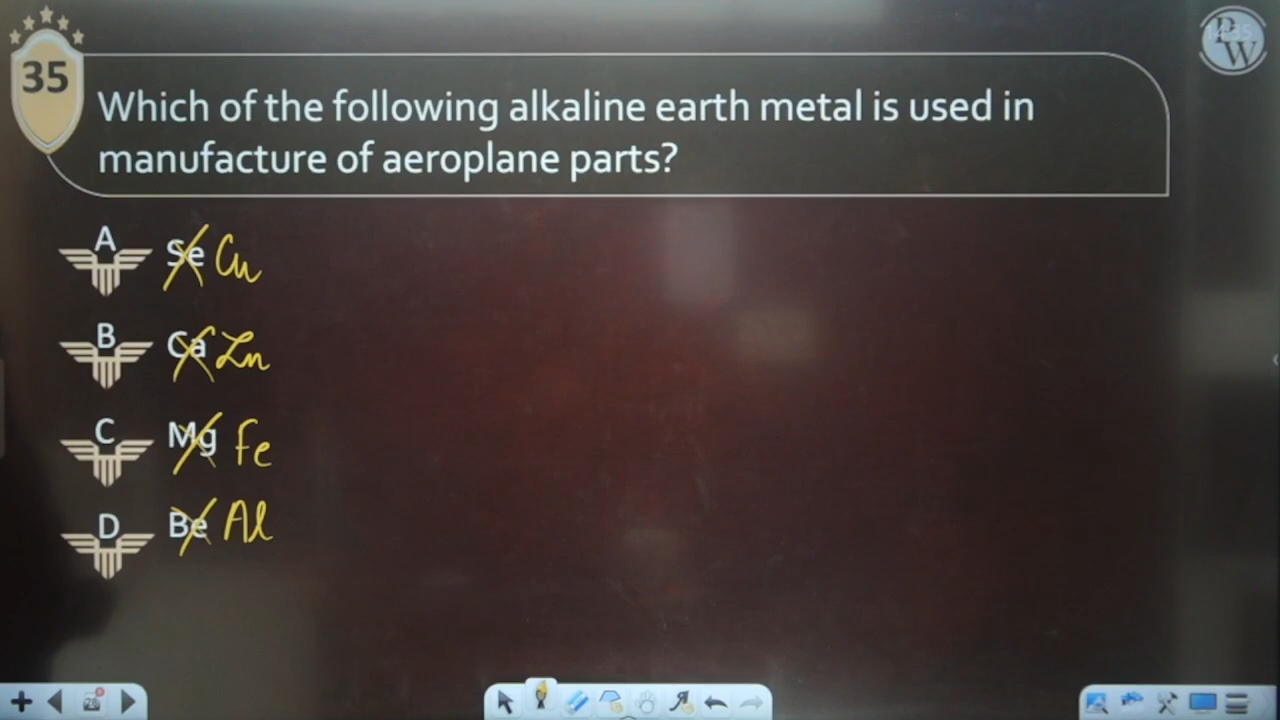 35
Which of the following alkaline earth metal is used in
manufacture of aeroplane parts?
A Se Cu
B Ca Zn
C Mg Fe
D Be Al
PW